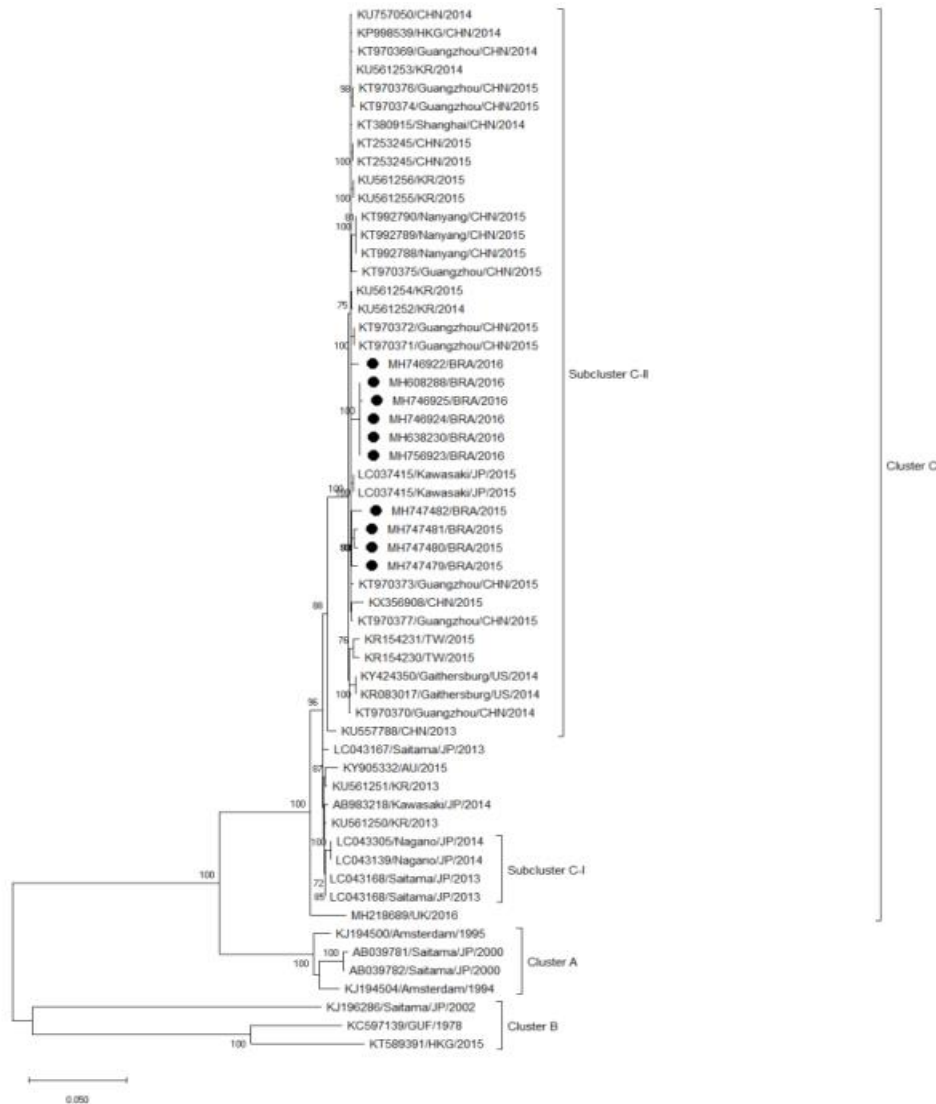 KU757050/CHN/2014
KP998539/HKG/CHN/2014
KT970369/Guangzhou/CHN/2014
KU561253/KR/2014
98
KT970376/Guangzhou/CHN/2015
KT970374/Guangzhou/CHN/2015
KT380915/Shanghai/CHN/2014
KT253245/CHN/2015
100
KT253245/CHN/2015
KU561256/KR/2015
100
KU561255/KR/2015
KT992790/Nanyang/CHN/2015
100
KT992789/Nanyang/CHN/2015
KT992788/Nanyang/CHN/2015
KT970375/Guangzhou/CHN/2015
KU561254/KR/2015
75
KU561252/KR/2014
KT970372/Guangzhou/CHN/2015
100
KT970371/Guangzhou/CHN/2015
MH746922/BRA/2016
Subcluster C-II
MH608288/BRA/2016
MH746925/BRA/2016
100
MH746924/BRA/2016
MH638230/BRA/2016
MH756923/BRA/2016
Cluster C
LC037415/Kawasaki/JP/2015
100
LC037415/Kawasaki/JP/2015
MH747482/BRA/2015
MH747481/BRA/2015
MH747480/BRA/2015
MH747479/BRA/2015
KT970373/Guangzhou/CHN/2015
KX356908/CHN/2015
88
KT970377/Guangzhou/CHN/2015
76
KR154231/TW/2015
KR154230/TW/2015
KY424350/Gaithersburg/US/2014
100
KR083017/Gaithersburg/US/2014
96
KT970370/Guangzhou/CHN/2014
KU557788/CHN/2013
LC043167/Saitama/JP/2013
87
KY905332/AU/2015
KU561251/KR/2013
100
AB983218/Kawasaki/JP/2014
KU561250/KR/2013
100
LC043305/Nagano/JP/2014
LC043139/Nagano/JP/2014
Subcluster C-I
72
LC043168/Saitama/JP/2013
100
85
LC043168/Saitama/JP/2013
MH218689/UK/2016
KJ194500/Amsterdam/1995
100
AB039781/Saitama/JP/2000
Cluster A
100
AB039782/Saitama/JP/2000
KJ194504/Amsterdam/1994
KJ196286/Saitama/JP/2002
KC597139/GUF/1978
Cluster B
100
KT589391/HKG/2015
0.050